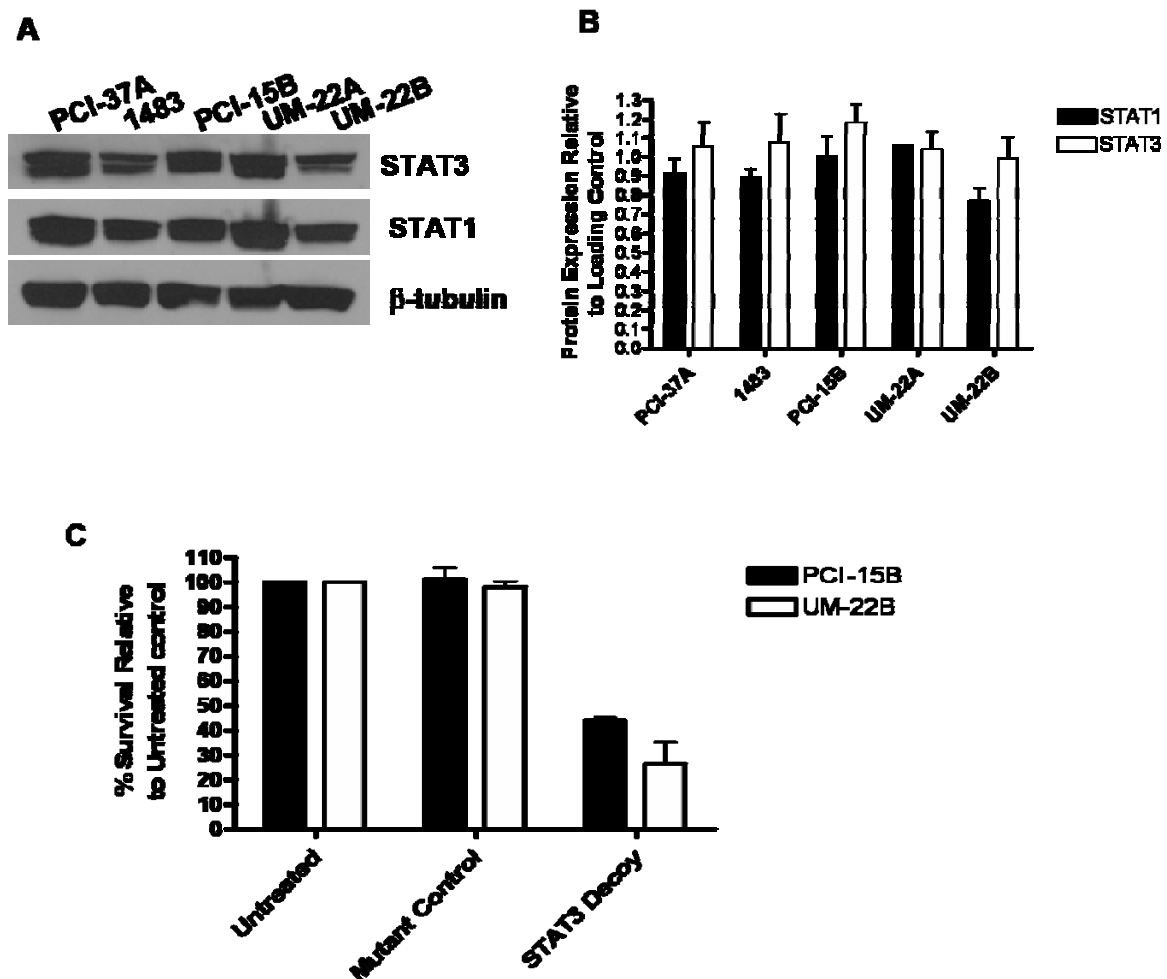 A
PCI-37A
1483
PCI-15B
UM-22A
UM-22B
STAT3
STAT1
β-tubulin
B
Protein Expression Relative
to Loading Control
1.3
1.2
1.1
1.0
0.9
0.8
0.7
0.6
0.5
0.4
0.3
0.2
0.1
0.0
PCI-37A
1483
PCI-15B
UM-22A
UM-22B
STAT1
STAT3
C
% Survival Relative
to Untreated control
110
100
90
80
70
60
50
40
30
20
10
0
Untreated
Mutant Control
STAT3 Decoy
PCI-15B
UM-22B